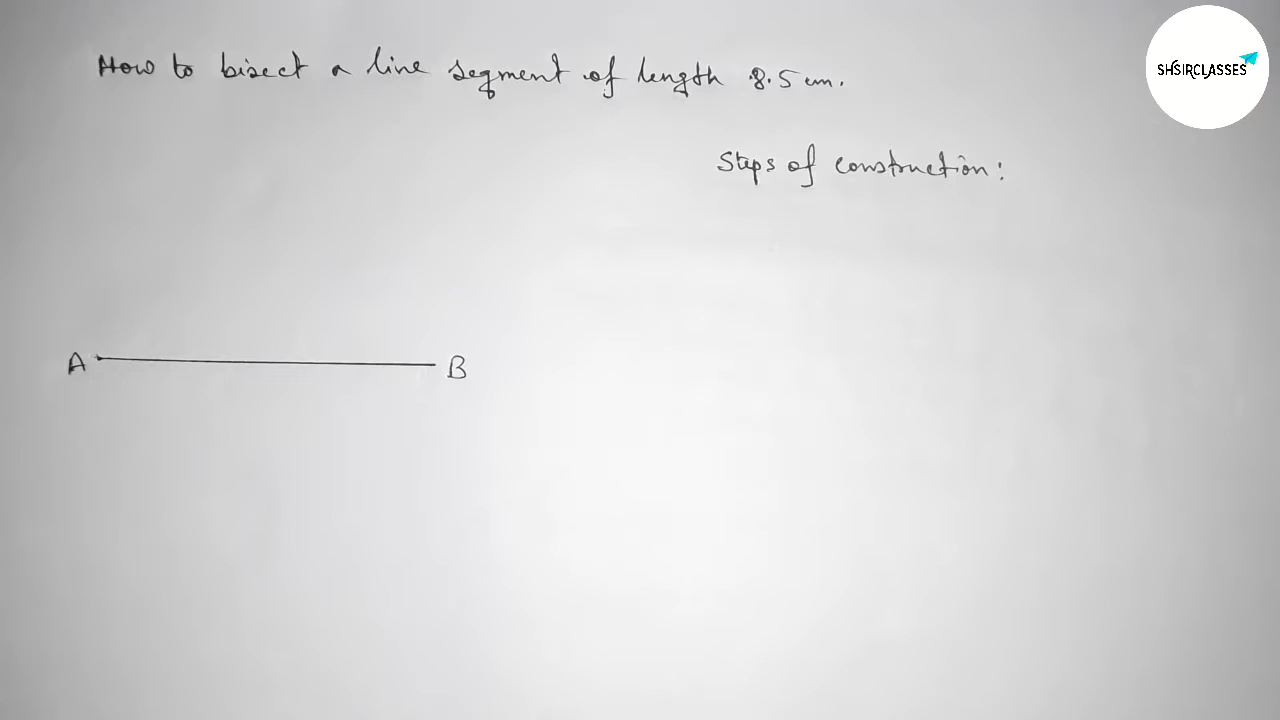 How to bisect a line segment of length 8.5 cm.
SHSIRCLASSES
Steps of construction:
A B